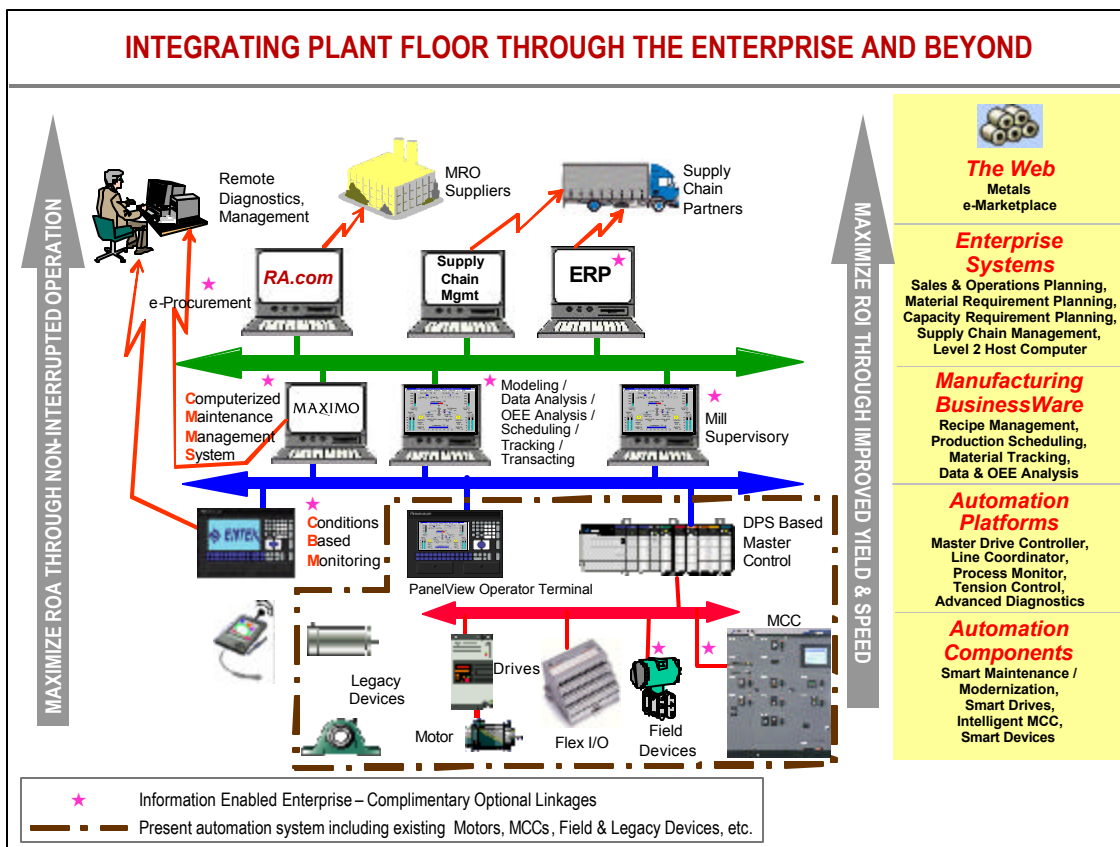 INTEGRATING PLANT FLOOR THROUGH THE ENTERPRISE AND BEYOND
MAXIMIZE ROA THROUGH NON-INTERRUPTED OPERATION
Remote
Diagnostics,
Management
MRO
Suppliers
Supply
Chain
Partners
e-Procurement
RA.com
Supply
Chain
Mgmt
ERP
Computerized
Maintenance
Management
System
MAXIMO
Modeling /
Data Analysis /
OEE Analysis /
Scheduling /
Tracking /
Transacting
Mill
Supervisory
ENTEK
Conditions
Based
Monitoring
PanelView Operator Terminal
DPS Based
Master
Control
MCC
Legacy
Devices
Drives
Motor
Flex I/O
Field
Devices
MAXIMIZE ROI THROUGH IMPROVED YIELD & SPEED
The Web
Metals
e-Marketplace
Enterprise
Systems
Sales & Operations Planning,
Material Requirement Planning,
Capacity Requirement Planning,
Supply Chain Management,
Level 2 Host Computer
Manufacturing
BusinessWare
Recipe Management,
Production Scheduling,
Material Tracking,
Data & OEE Analysis
Automation
Platforms
Master Drive Controller,
Line Coordinator,
Process Monitor,
Tension Control,
Advanced Diagnostics
Automation
Components
Smart Maintenance /
Modernization,
Smart Drives,
Intelligent MCC,
Smart Devices
Information Enabled Enterprise – Complimentary Optional Linkages
Present automation system including existing Motors, MCCs, Field & Legacy Devices, etc.